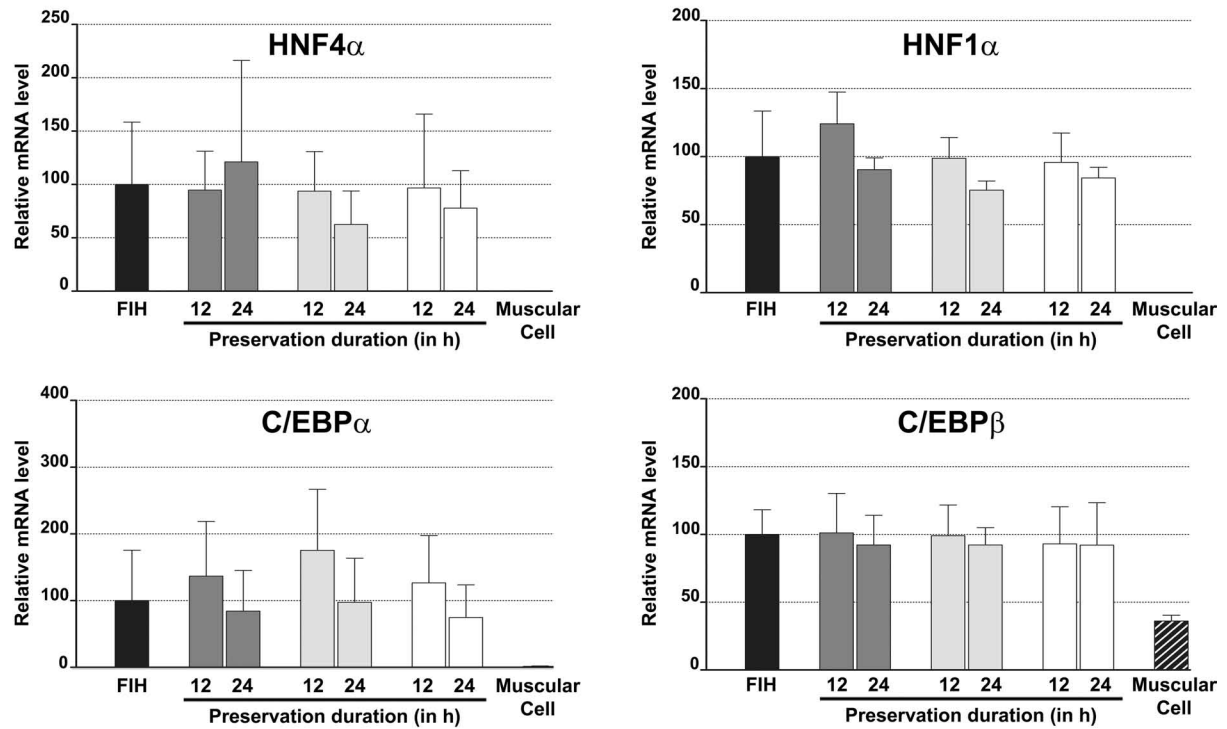 HNF4α
Relative mRNA level
250
200
150
100
50
0
FIH
12 24 12 24 12 24
Muscular
Cell
Preservation duration (in h)
HNF1α
Relative mRNA level
200
150
100
50
0
FIH
12 24 12 24 12 24
Muscular
Cell
Preservation duration (in h)
C/EBPα
Relative mRNA level
400
300
200
100
0
FIH
12 24 12 24 12 24
Muscular
Cell
Preservation duration (in h)
C/EBPβ
Relative mRNA level
200
150
100
50
0
FIH
12 24 12 24 12 24
Muscular
Cell
Preservation duration (in h)